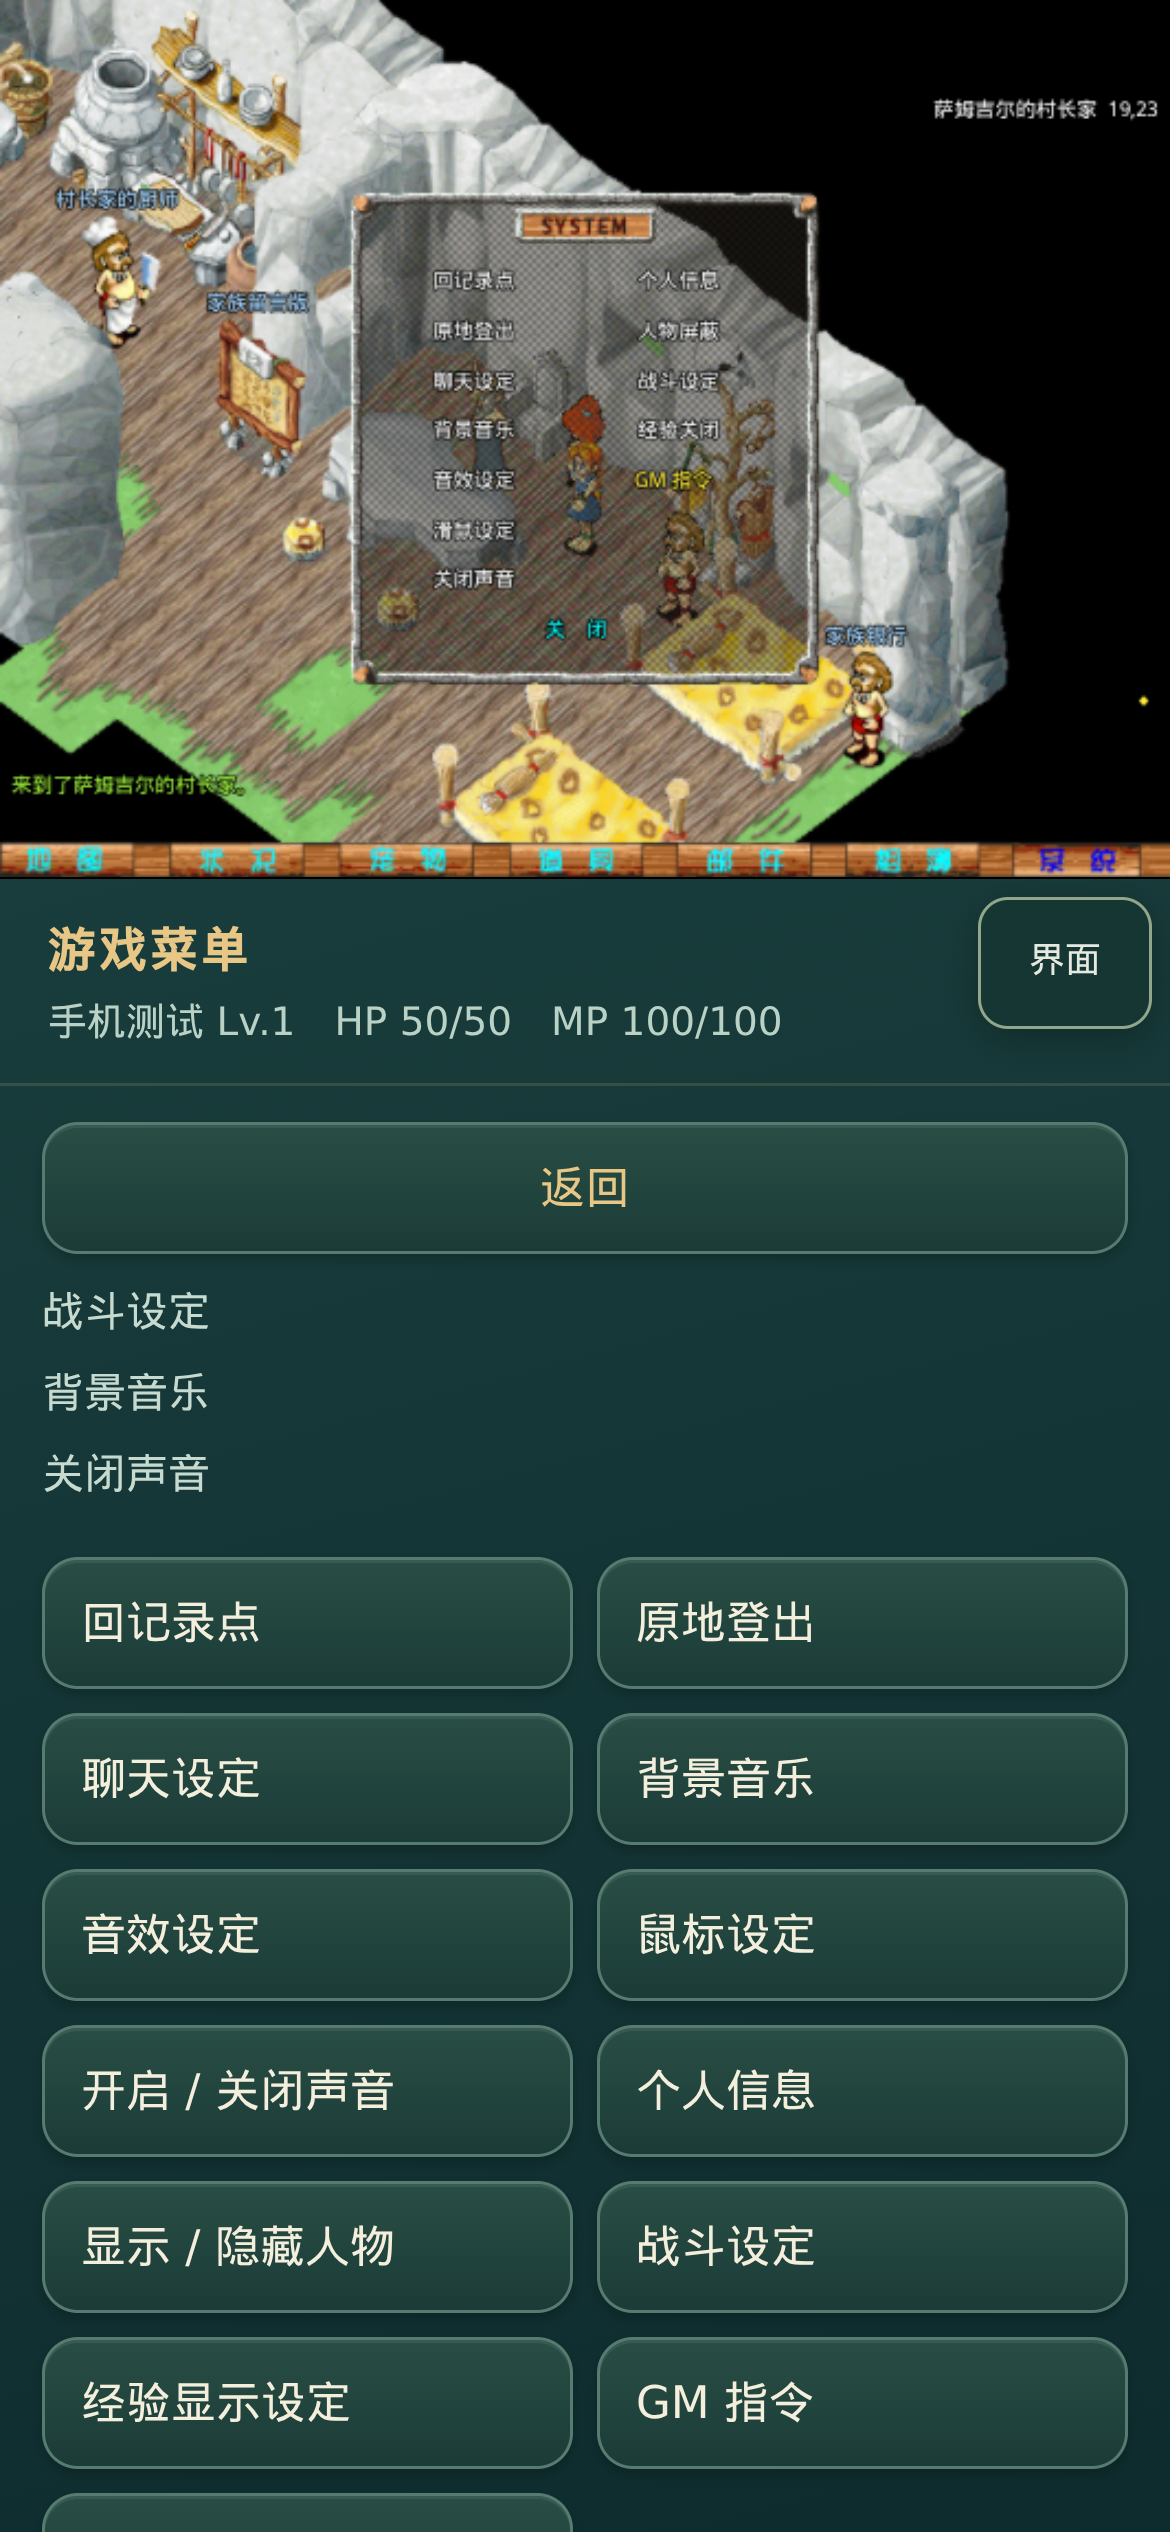 萨姆吉尔的村长家 19,23
村长家的厨师
家族留言版
SYSTEM
回记录点 个人信息
原地登出 人物屏蔽
聊天设定 战斗设定
背景音乐 经验关闭
音效设定 GM 指令
滑鼠设定
关闭声音
关 闭
家族银行
来到了萨姆吉尔的村长家。
地 图 状 况 宠 物 道 具 邮 件 相 簿 系 统
游戏菜单
界面
手机测试 Lv.1 HP 50/50 MP 100/100
返回
战斗设定
背景音乐
关闭声音
回记录点 原地登出
聊天设定 背景音乐
音效设定 鼠标设定
开启 / 关闭声音 个人信息
显示 / 隐藏人物 战斗设定
经验显示设定 GM 指令